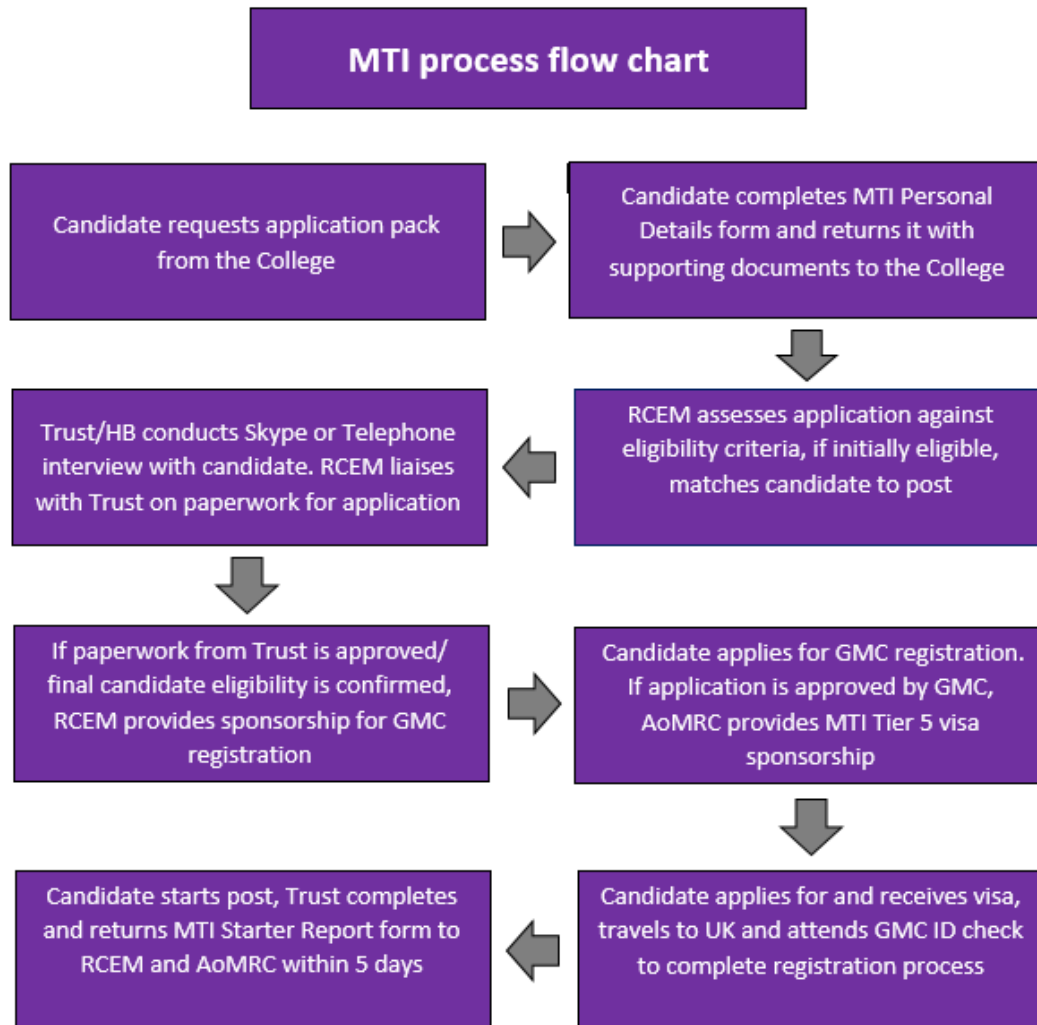 MTI process flow chart
Candidate requests application pack
from the College
Candidate completes MTI Personal
Details form and returns it with
supporting documents to the College
RCEM assesses application against
eligibility criteria, if initially eligible,
matches candidate to post
Trust/HB conducts Skype or Telephone
interview with candidate. RCEM liaises
with Trust on paperwork for application
If paperwork from Trust is approved/
final candidate eligibility is confirmed,
RCEM provides sponsorship for GMC
registration
Candidate applies for GMC registration.
If application is approved by GMC,
AoMRC provides MTI Tier 5 visa
sponsorship
Candidate applies for and receives visa,
travels to UK and attends GMC ID check
to complete registration process
Candidate starts post, Trust completes
and returns MTI Starter Report form to
RCEM and AoMRC within 5 days